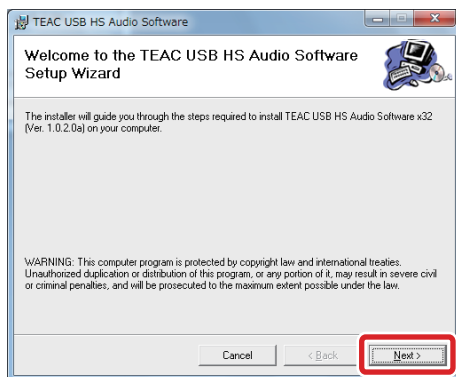 TEAC USB HS Audio Software
Welcome to the TEAC USB HS Audio Software
Setup Wizard
The installer will guide you through the steps required to install TEAC USB HS Audio Software x32
(Ver. 1.0.2.0a) on your computer.
WARNING: This computer program is protected by copyright law and international treaties.
Unauthorized duplication or distribution of this program, or any portion of it, may result in severe civil
or criminal penalties, and will be prosecuted to the maximum extent possible under the law.
Cancel
< Back
Next >